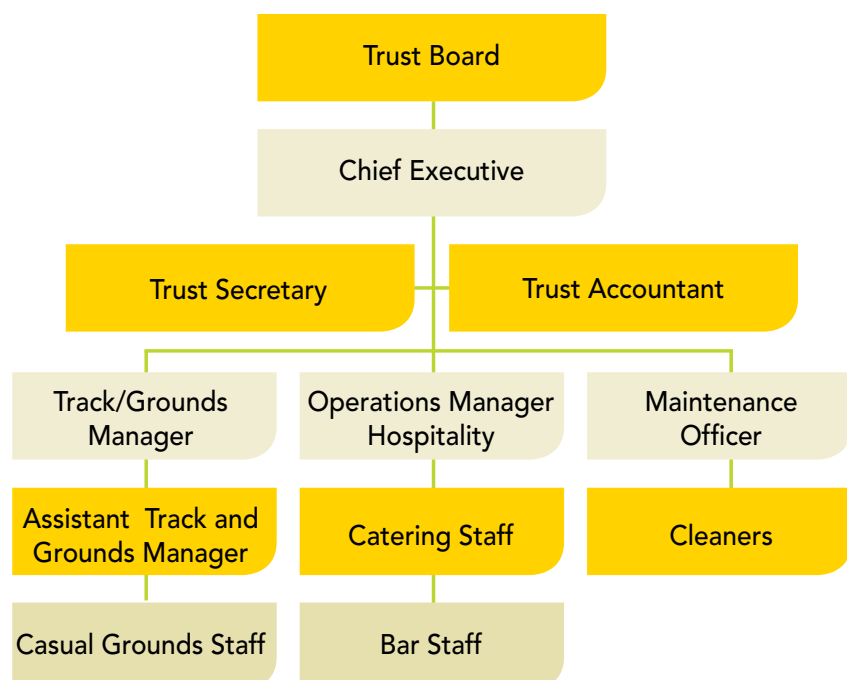 Trust Board
Chief Executive
Trust Secretary
Trust Accountant
Track/Grounds
Manager
Operations Manager
Hospitality
Maintenance
Officer
Assistant Track and
Grounds Manager
Catering Staff
Cleaners
Casual Grounds Staff
Bar Staff